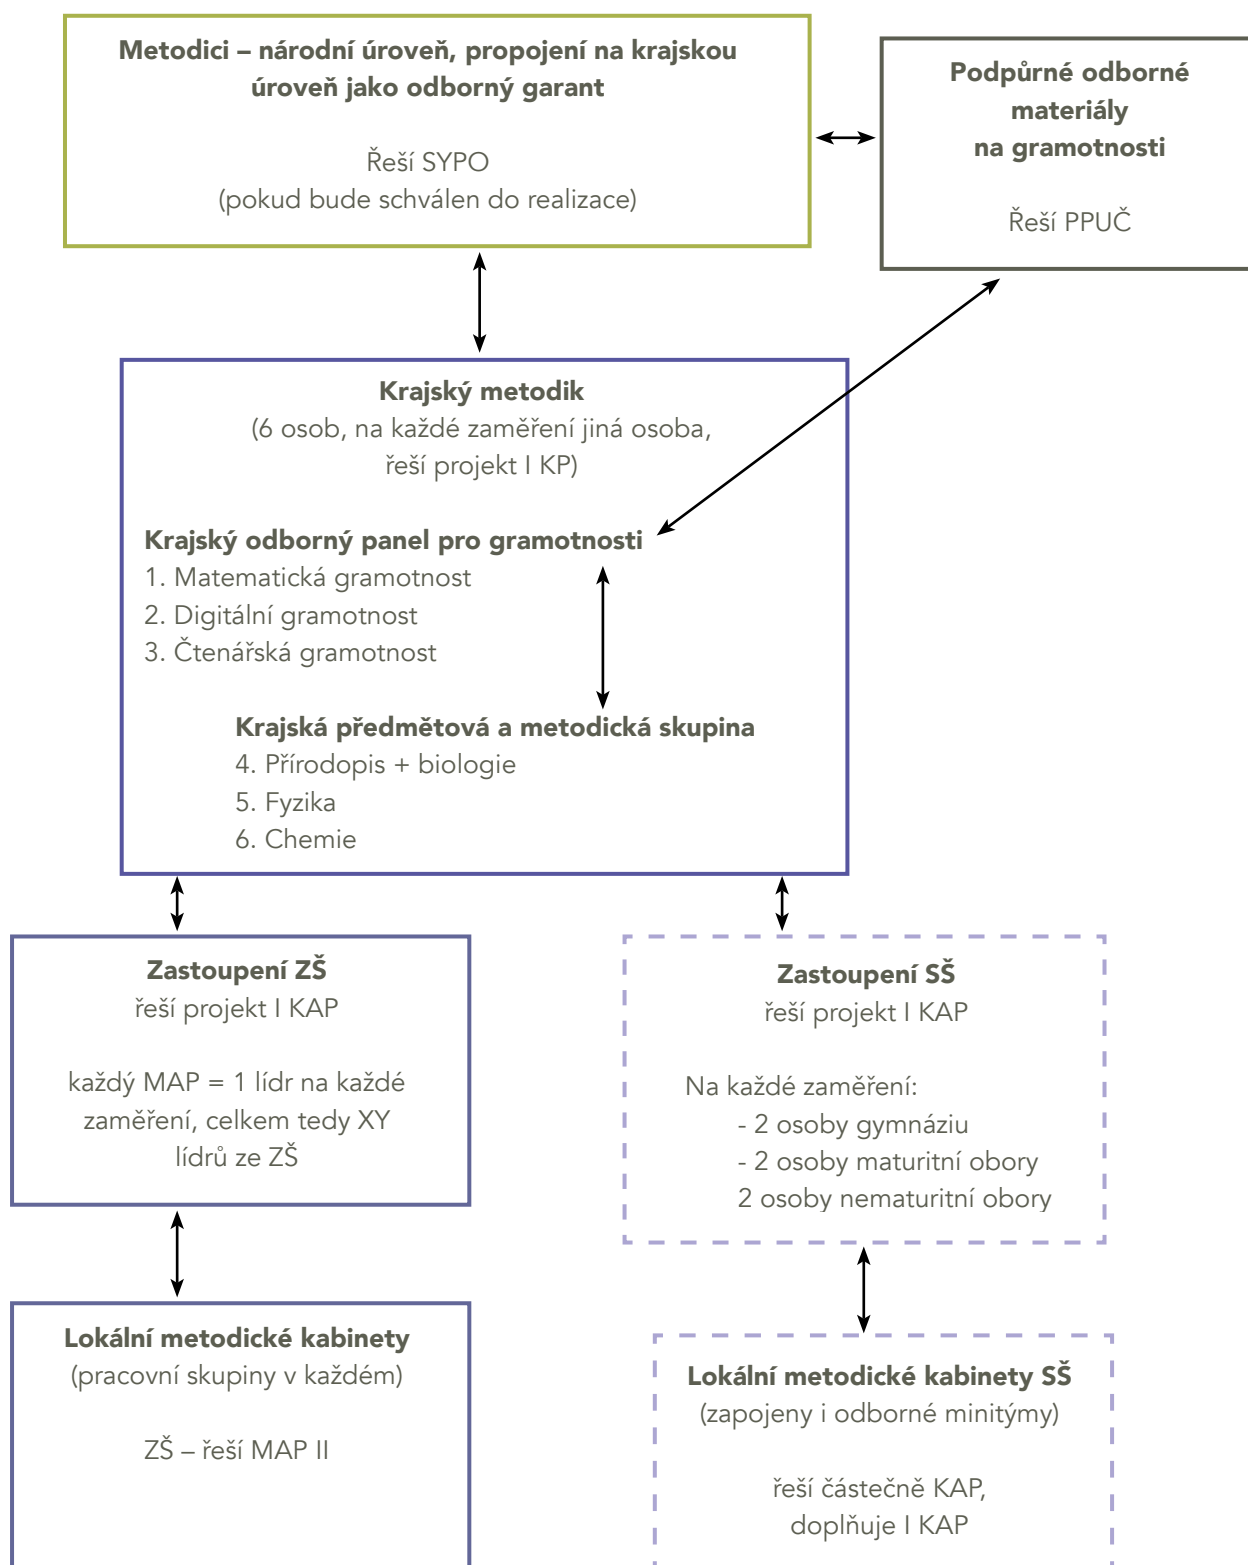 Metodici – národní úroveň, propojení na krajskou
úroveň jako odborný garant
Řeší SYPO
(pokud bude schválen do realizace)
Podpůrné odborné
materiály
na gramotnosti
Řeší PPUČ
Krajský metodik
(6 osob, na každé zaměření jiná osoba,
řeší projekt I KP)
Krajský odborný panel pro gramotnosti
1. Matematická gramotnost
2. Digitální gramotnost
3. Čtenářská gramotnost
Krajská předmětová a metodická skupina
4. Přírodopis + biologie
5. Fyzika
6. Chemie
Zastoupení ZŠ
řeší projekt I KAP
každý MAP = 1 lídr na každé
zaměření, celkem tedy XY
lídrů ze ZŠ
Zastoupení SŠ
řeší projekt I KAP
Na každé zaměření:
- 2 osoby gymnáziu
- 2 osoby maturitní obory
2 osoby nematuritní obory
Lokální metodické kabinety
(pracovní skupiny v každém)
ZŠ – řeší MAP II
Lokální metodické kabinety SŠ
(zapojeny i odborné minitýmy)
řeší částečně KAP,
doplňuje I KAP